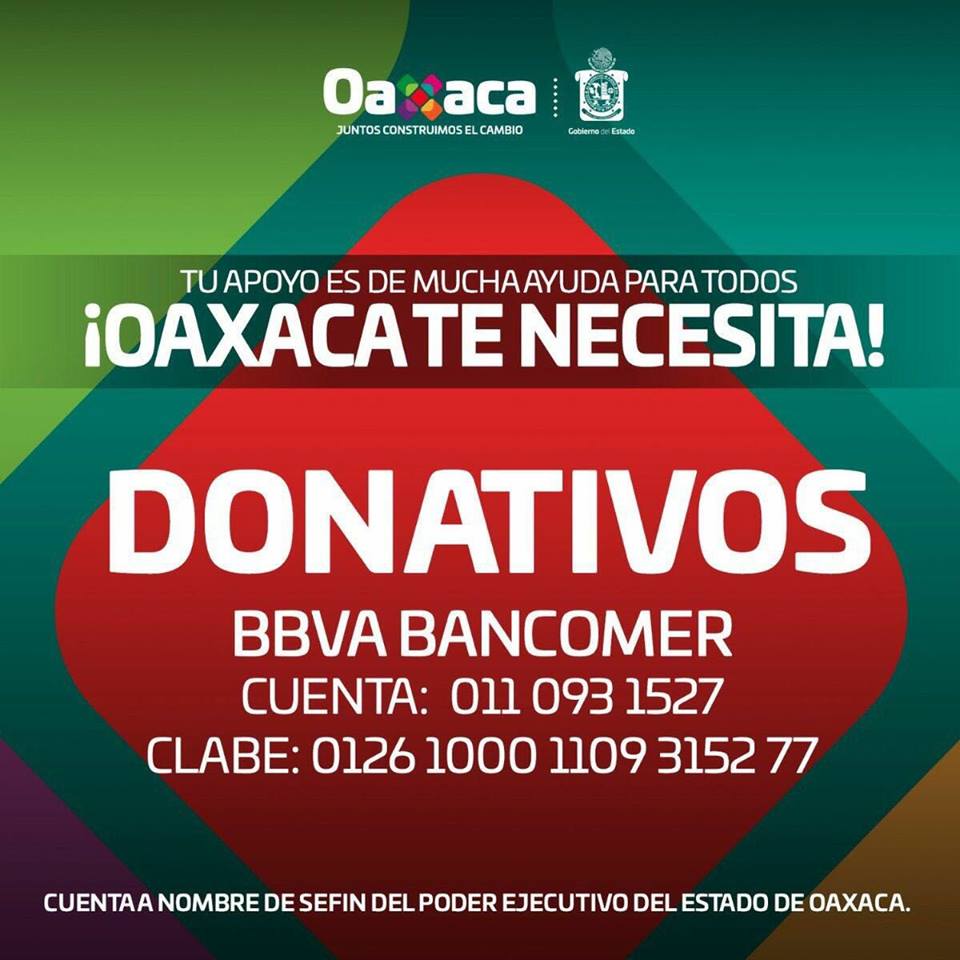 Oaxaca
JUNTOS CONSTRUIMOS EL CAMBIO
Gobierno del Estado
TU APOYO ES DE MUCHA AYUDA PARA TODOS
¡OAXACA TE NECESITA!
DONATIVOS
BBVA BANCOMER
CUENTA: 011 093 1527
CLABE: 0126 1000 1109 3152 77
CUENTA A NOMBRE DE SEFIN DEL PODER EJECUTIVO DEL ESTADO DE OAXACA.